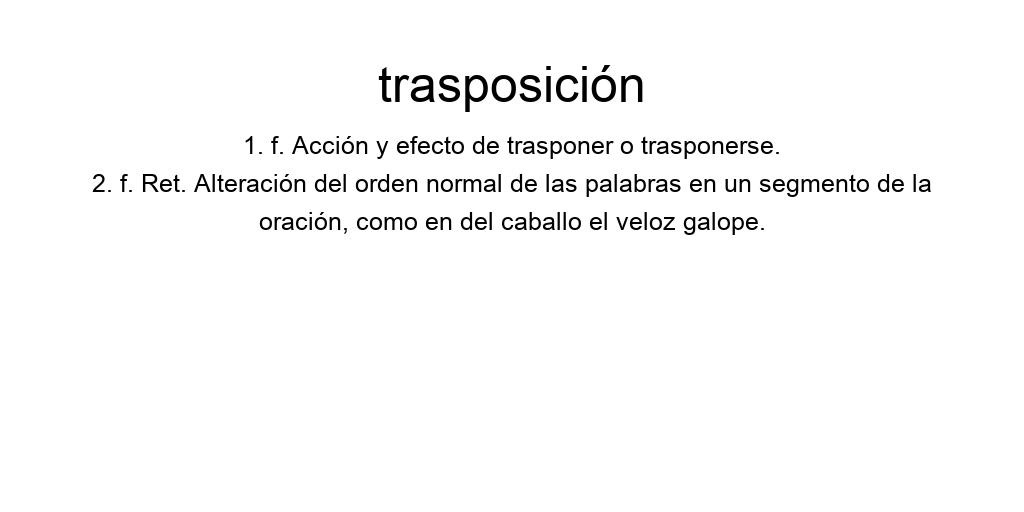 trasposición
1. f. Acción y efecto de trasponer o trasponerse.
2. f. Ret. Alteración del orden normal de las palabras en un segmento de la
oración, como en del caballo el veloz galope.